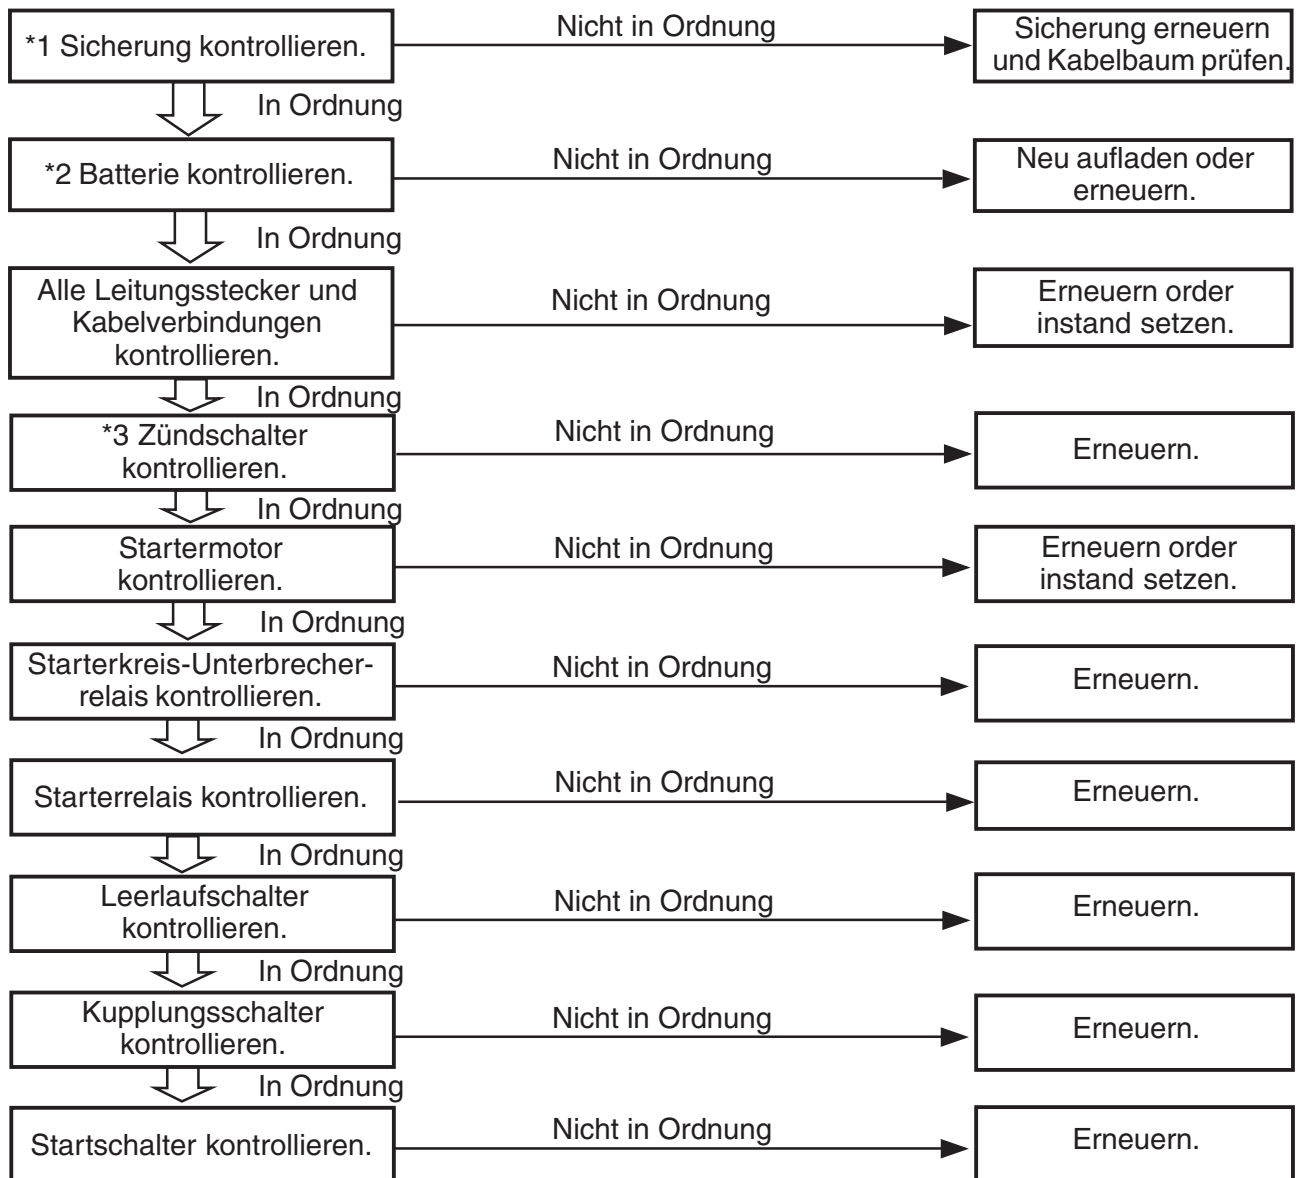 *1 Sicherung kontrollieren.
Nicht in Ordnung
Sicherung erneuern
und Kabelbaum prüfen.
In Ordnung
*2 Batterie kontrollieren.
Nicht in Ordnung
Neu aufladen oder
erneuern.
In Ordnung
Alle Leitungsstecker und
Kabelverbindungen
kontrollieren.
Nicht in Ordnung
Erneuern order
instand setzen.
In Ordnung
*3 Zündschalter
kontrollieren.
Nicht in Ordnung
Erneuern.
In Ordnung
Startermotor
kontrollieren.
Nicht in Ordnung
Erneuern order
instand setzen.
In Ordnung
Starterkreis-Unterbrecher-
relais kontrollieren.
Nicht in Ordnung
Erneuern.
In Ordnung
Starterrelais kontrollieren.
Nicht in Ordnung
Erneuern.
In Ordnung
Leerlaufschalter
kontrollieren.
Nicht in Ordnung
Erneuern.
In Ordnung
Kupplungsschalter
kontrollieren.
Nicht in Ordnung
Erneuern.
In Ordnung
Startschalter kontrollieren.
Nicht in Ordnung
Erneuern.